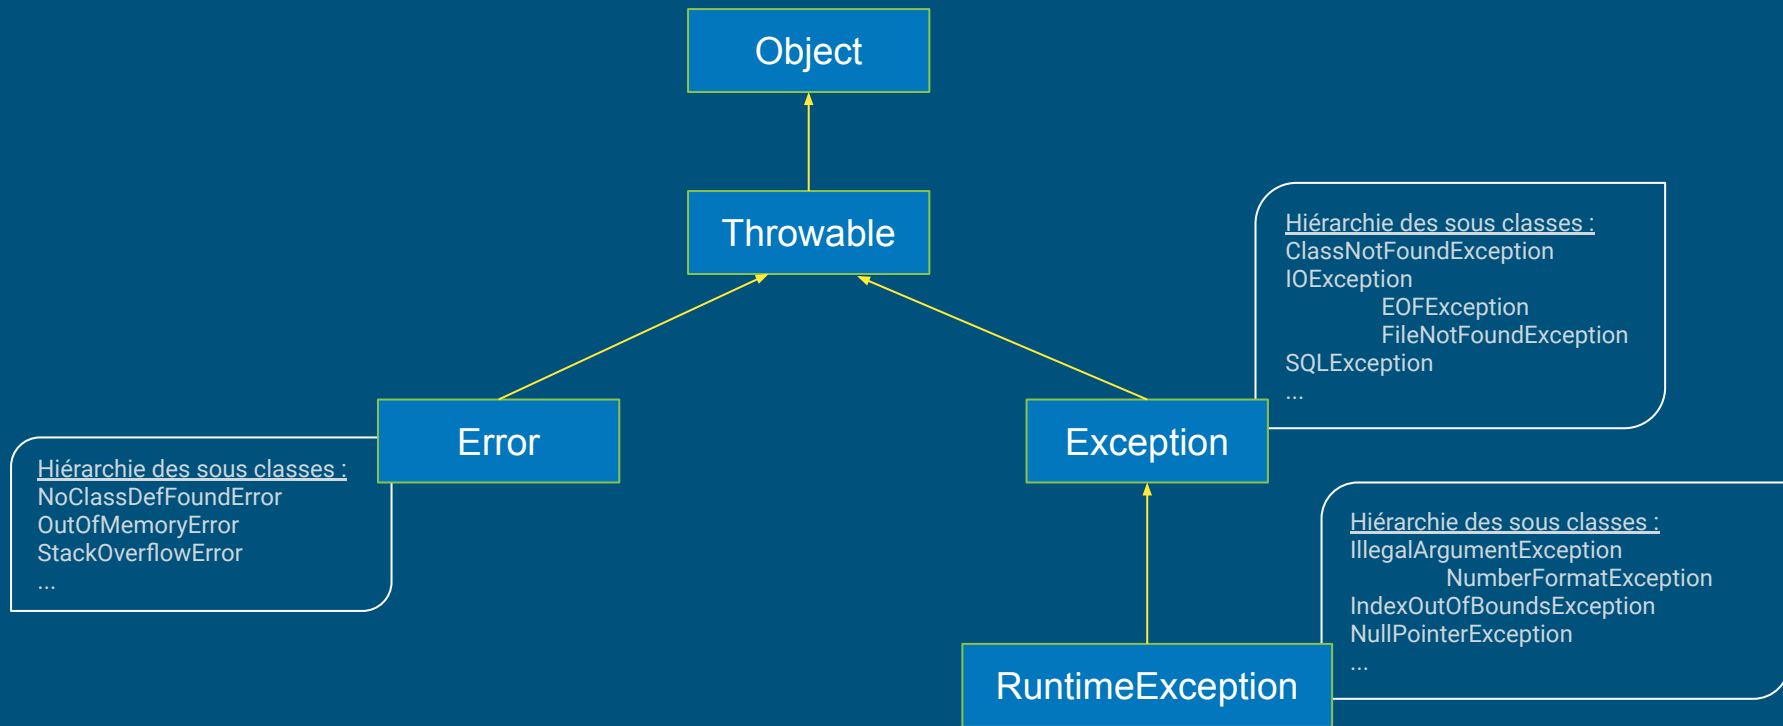 Object
Throwable
Hiérarchie des sous classes :
ClassNotFoundException
IOException
EOFException
FileNotFoundException
SQLException
...
Error
Exception
Hiérarchie des sous classes :
NoClassDefFoundError
OutOfMemoryError
StackOverflowError
...
Hiérarchie des sous classes :
IllegalArgumentException
NumberFormatException
IndexOutOfBoundsException
NullPointerException
...
RuntimeException